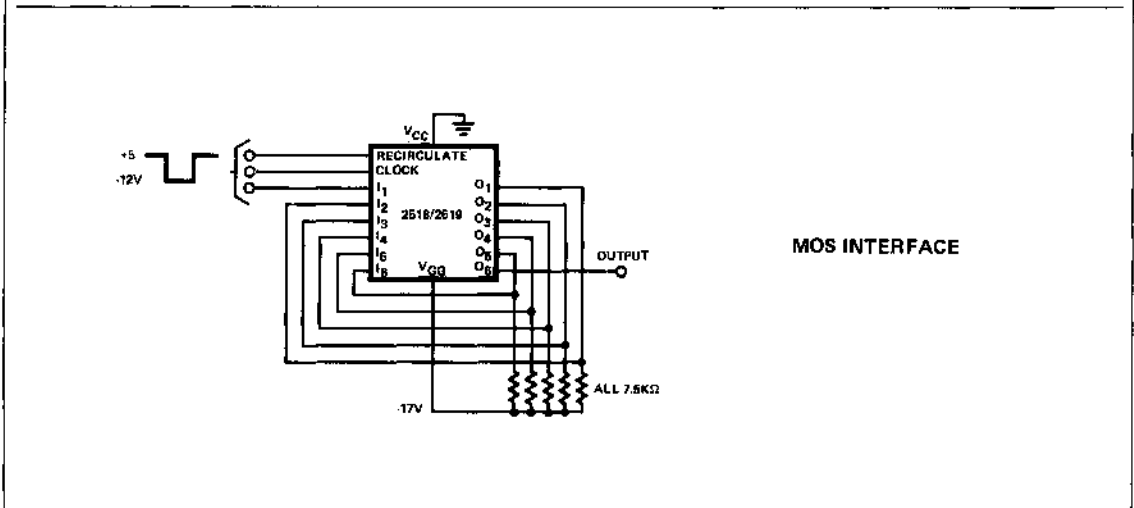 VCC
+5
-12V
RECIRCULATE
CLOCK
I1
I2
I3
I4
I5
I6
2518/2519
O1
O2
O3
O4
O5
O6
VGG
OUTPUT
MOS INTERFACE
ALL 7.5KΩ
-17V